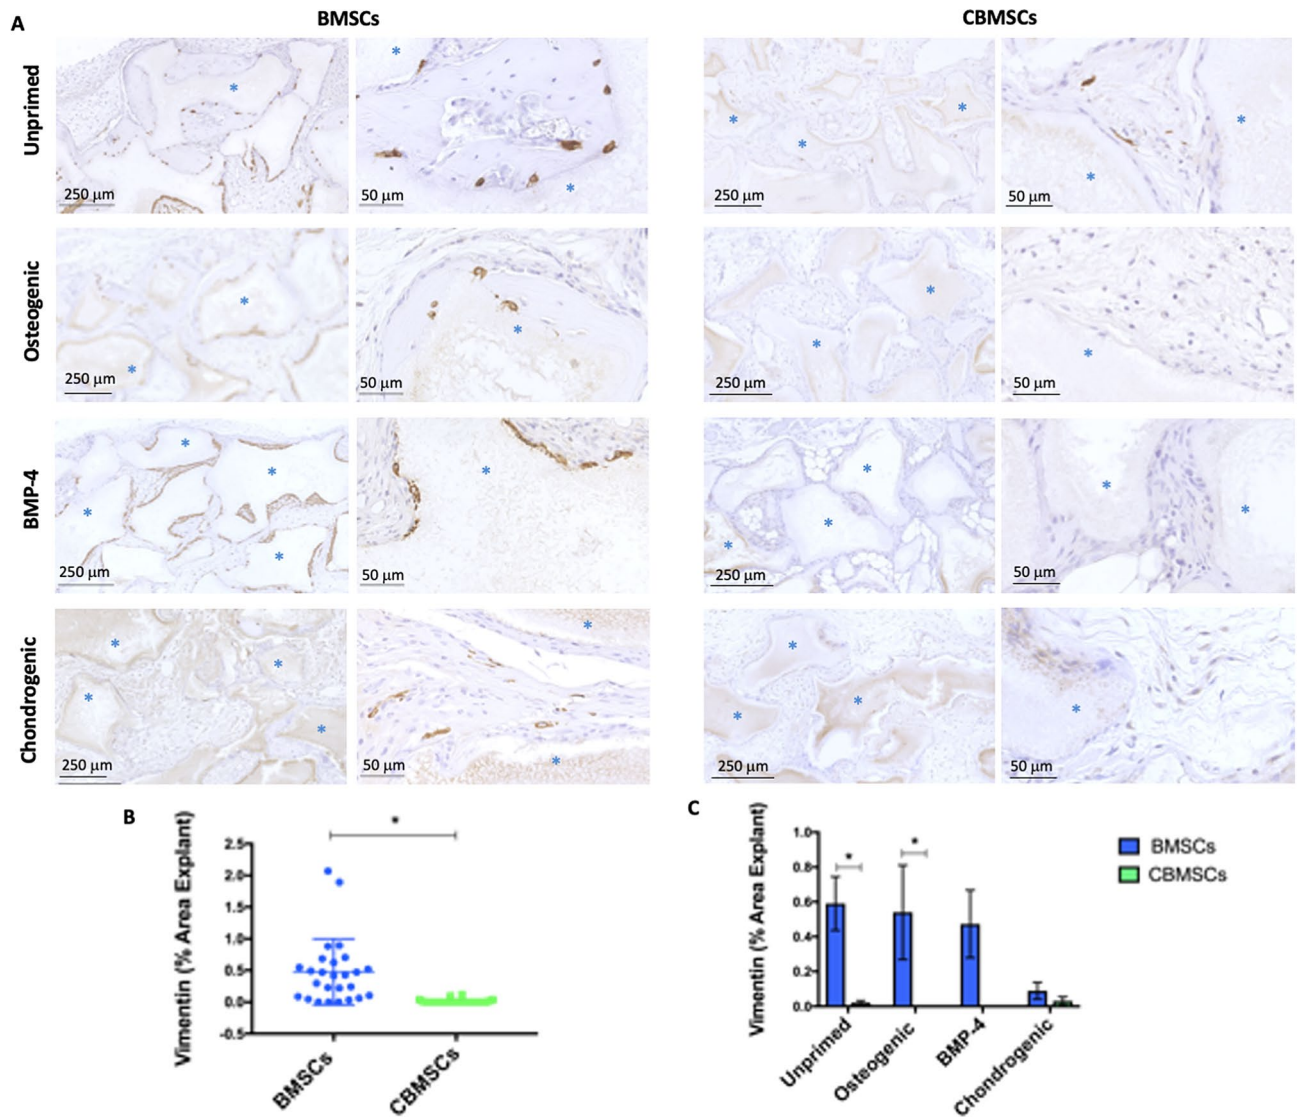 A
BMSCs
CBMSCs
Unprimed
*
*
*
*
*
*
*
*
250 µm
50 µm
250 µm
50 µm
Osteogenic
*
*
*
*
*
*
250 µm
50 µm
250 µm
50 µm
BMP-4
*
*
*
*
*
*
*
*
*
*
250 µm
50 µm
250 µm
50 µm
Chondrogenic
*
*
*
*
*
*
*
*
*
*
250 µm
50 µm
250 µm
50 µm
B
Vimentin (% Area Explant)
2.5
2.0
1.5
1.0
0.5
0.0
-0.5
*
BMSCs
CBMSCs
C
Vimentin (% Area Explant)
1.0
0.8
0.6
0.4
0.2
0.0
*
*
Unprimed
Osteogenic
BMP-4
Chondrogenic
BMSCs
CBMSCs